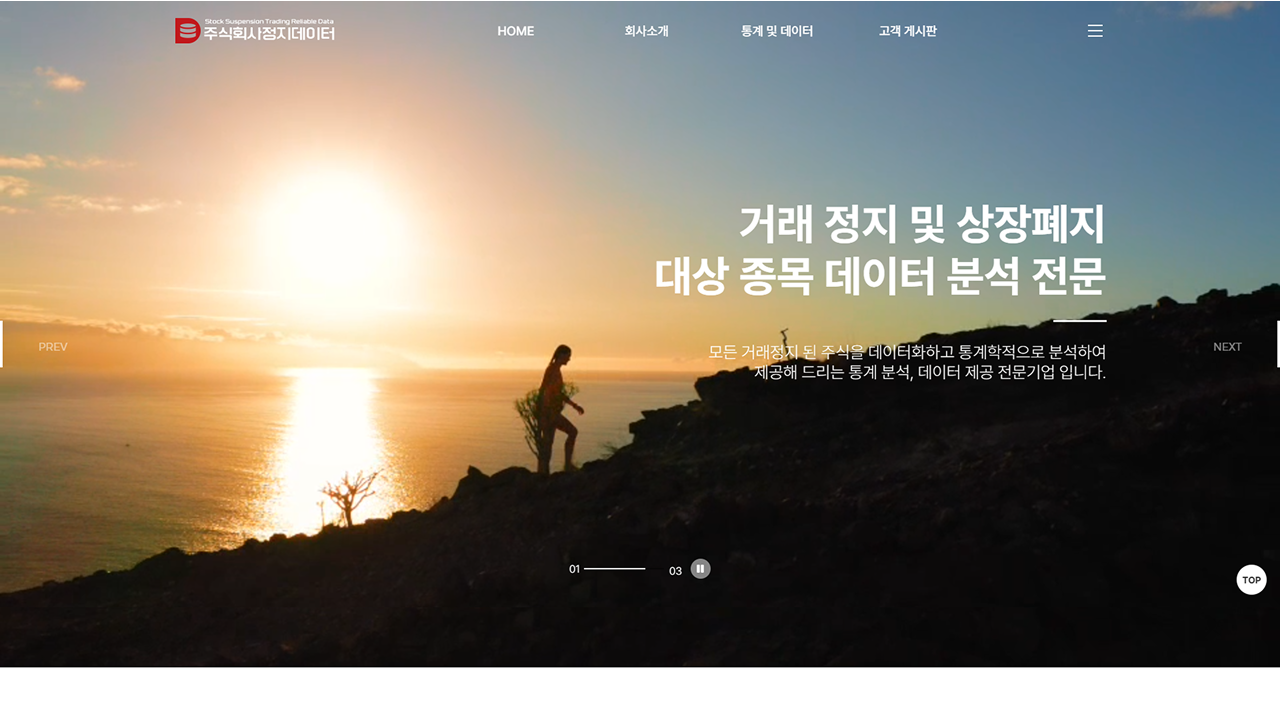 Stock Suspension Trading Reliable Data
주식회사정지데이터
HOME
회사소개
통계 및 데이터
고객 게시판
거래 정지 및 상장폐지
대상 종목 데이터 분석 전문
PREV
NEXT
모든 거래정지 된 주식을 데이터화하고 통계학적으로 분석하여
제공해 드리는 통계 분석, 데이터 제공 전문기업 입니다.
01
03
TOP